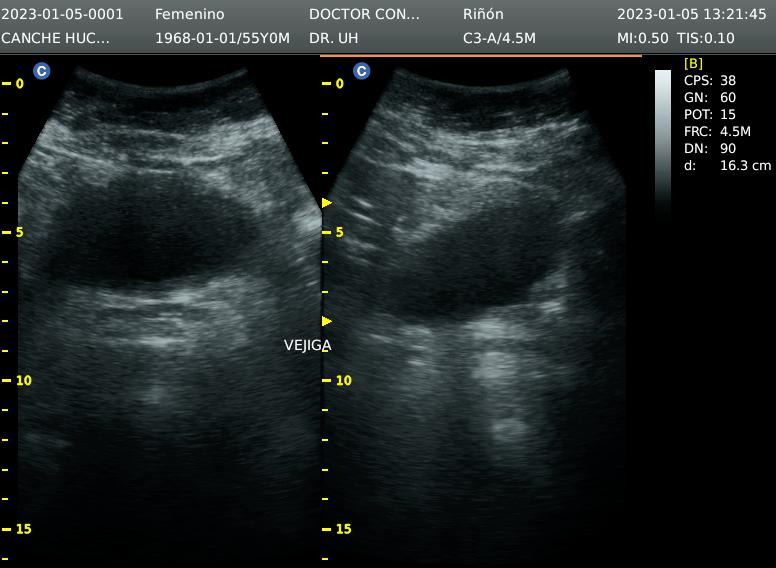 2023-01-05-0001 Femenino DOCTOR CON... Riñón 2023-01-05 13:21:45
CANCHE HUC... 1968-01-01/55Y0M DR. UH C3-A/4.5M MI:0.50 TIS:0.10
C C
[B]
CPS: 38
GN: 60
POT: 15
FRC: 4.5M
DN: 90
d: 16.3 cm
0 0
5 5
VEJIGA
10 10
15 15